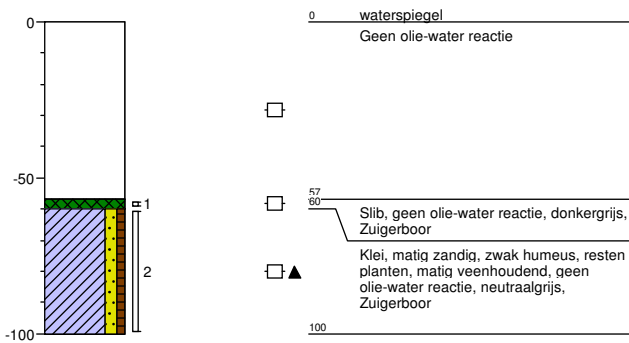 0
-50
-100
1
2
0
waterspiegel
Geen olie-water reactie
57
60
Slib, geen olie-water reactie, donkergrijs,
Zuigerboor
Klei, matig zandig, zwak humeus, resten
planten, matig veenhoudend, geen
olie-water reactie, neutraalgrijs,
Zuigerboor
100